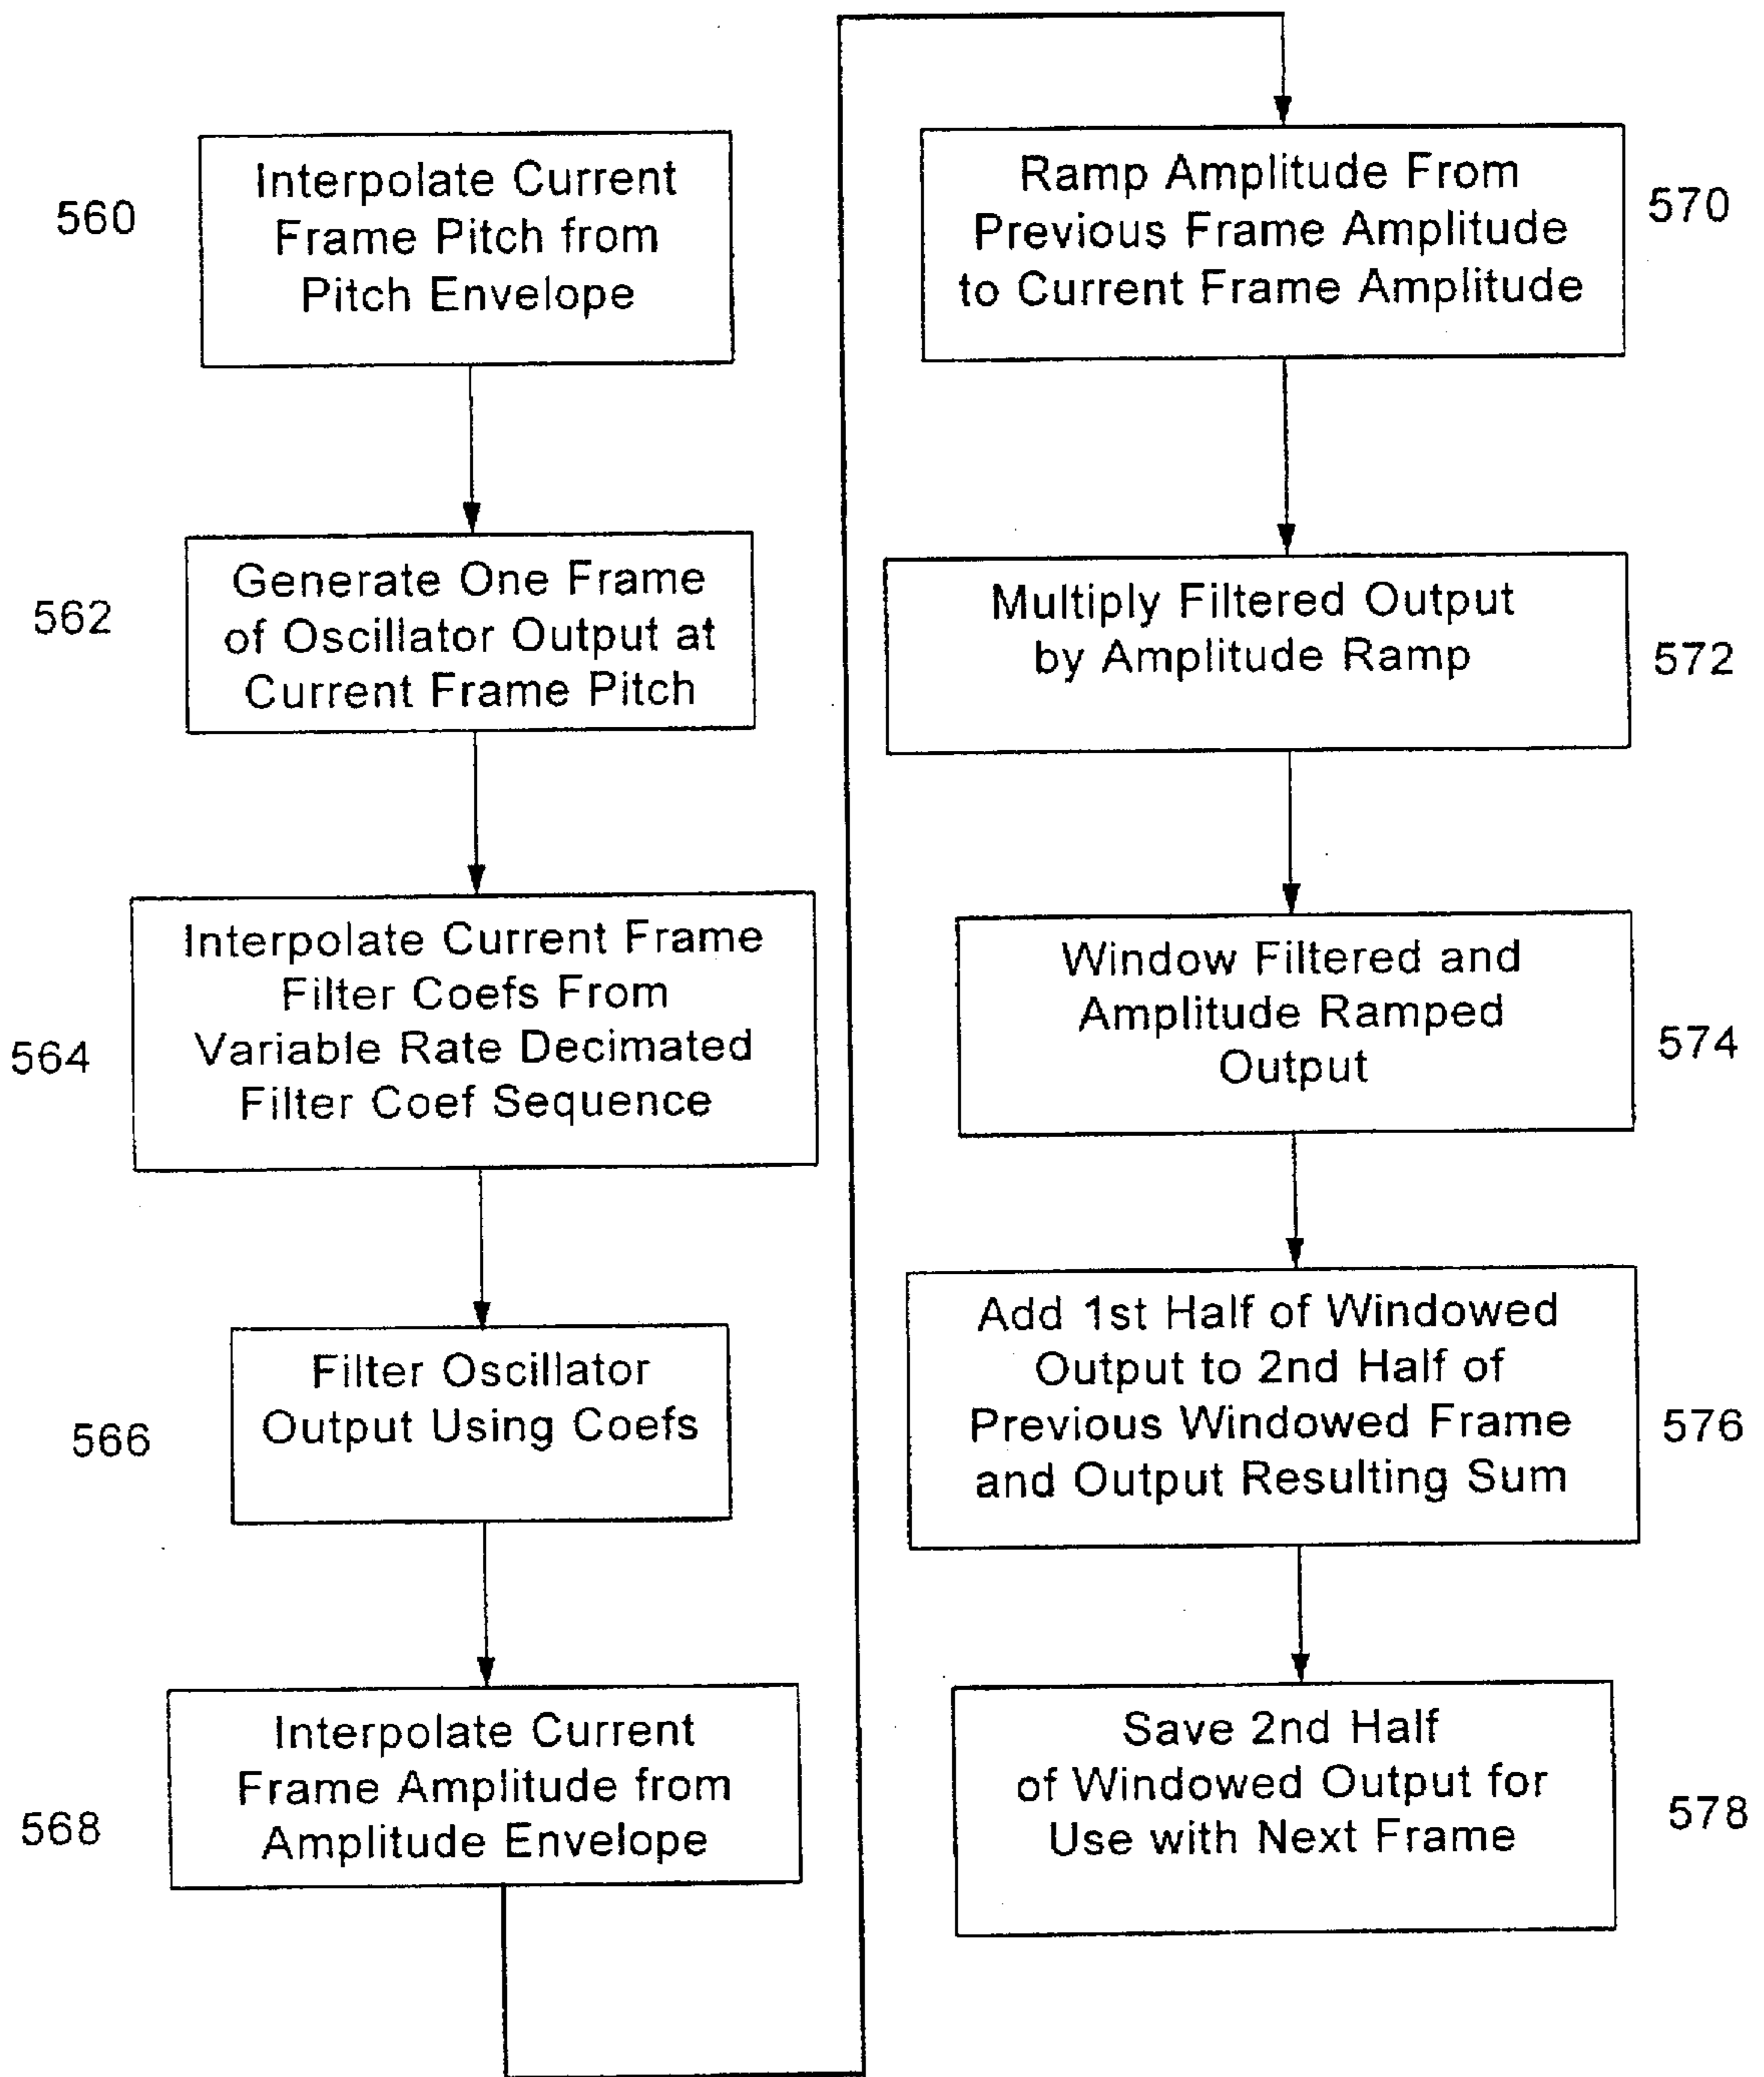 560
Interpolate Current
Frame Pitch from
Pitch Envelope
562
Generate One Frame
of Oscillator Output at
Current Frame Pitch
564
Interpolate Current Frame
Filter Coefs From
Variable Rate Decimated
Filter Coef Sequence
566
Filter Oscillator
Output Using Coefs
568
Interpolate Current
Frame Amplitude from
Amplitude Envelope
Ramp Amplitude From
Previous Frame Amplitude
to Current Frame Amplitude
570
Multiply Filtered Output
by Amplitude Ramp
572
Window Filtered and
Amplitude Ramped
Output
574
Add 1st Half of Windowed
Output to 2nd Half of
Previous Windowed Frame
and Output Resulting Sum
576
Save 2nd Half
of Windowed Output for
Use with Next Frame
578